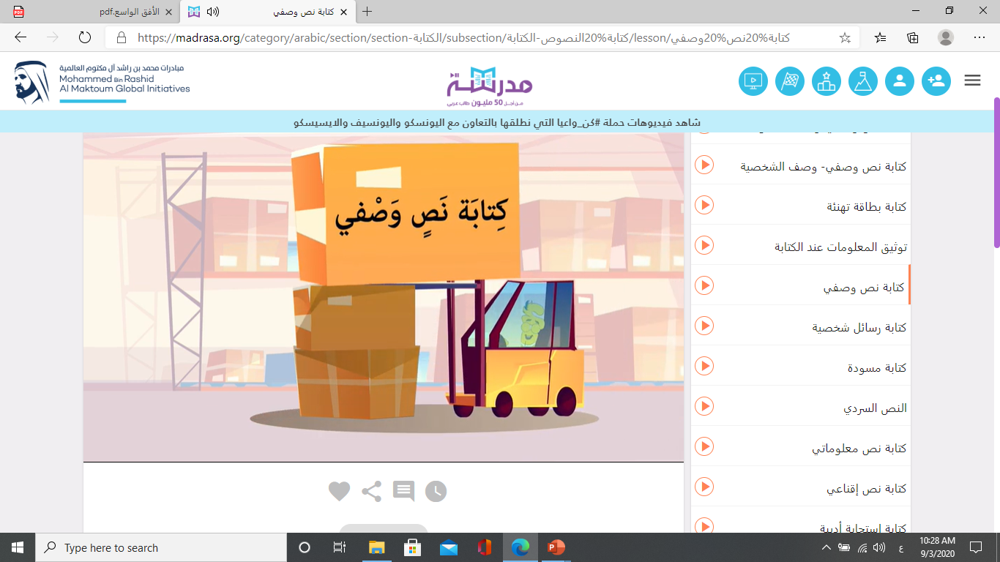 الأفق الواسع.pdf
كتابة نص وصفي
https://madrasa.org/category/arabic/section/section-الكتابة/subsection/كتابة%20النصوص-الكتابة/lesson/كتابة%20نص%20وصفي
مبادرات محمد بن راشد آل مكتوم العالمية
Mohammed Bin Rashid
Al Maktoum Global Initiatives
مدرسة
من أجل 50 مليون طالب عربي
شاهد فيديوهات حملة #كن_واعيا التي نطلقها بالتعاون مع اليونسكو واليونسيف والايسيسكو
كِتابَة نَصٍ وَصْفي
كتابة نص وصفي- وصف الشخصية
كتابة بطاقة تهنئة
توثيق المعلومات عند الكتابة
كتابة نص وصفي
كتابة رسائل شخصية
كتابة مسودة
النص السردي
كتابة نص معلوماتي
كتابة نص إقناعي
كتابة استجابة أدبية
Type here to search
ع
10:28 AM
9/3/2020